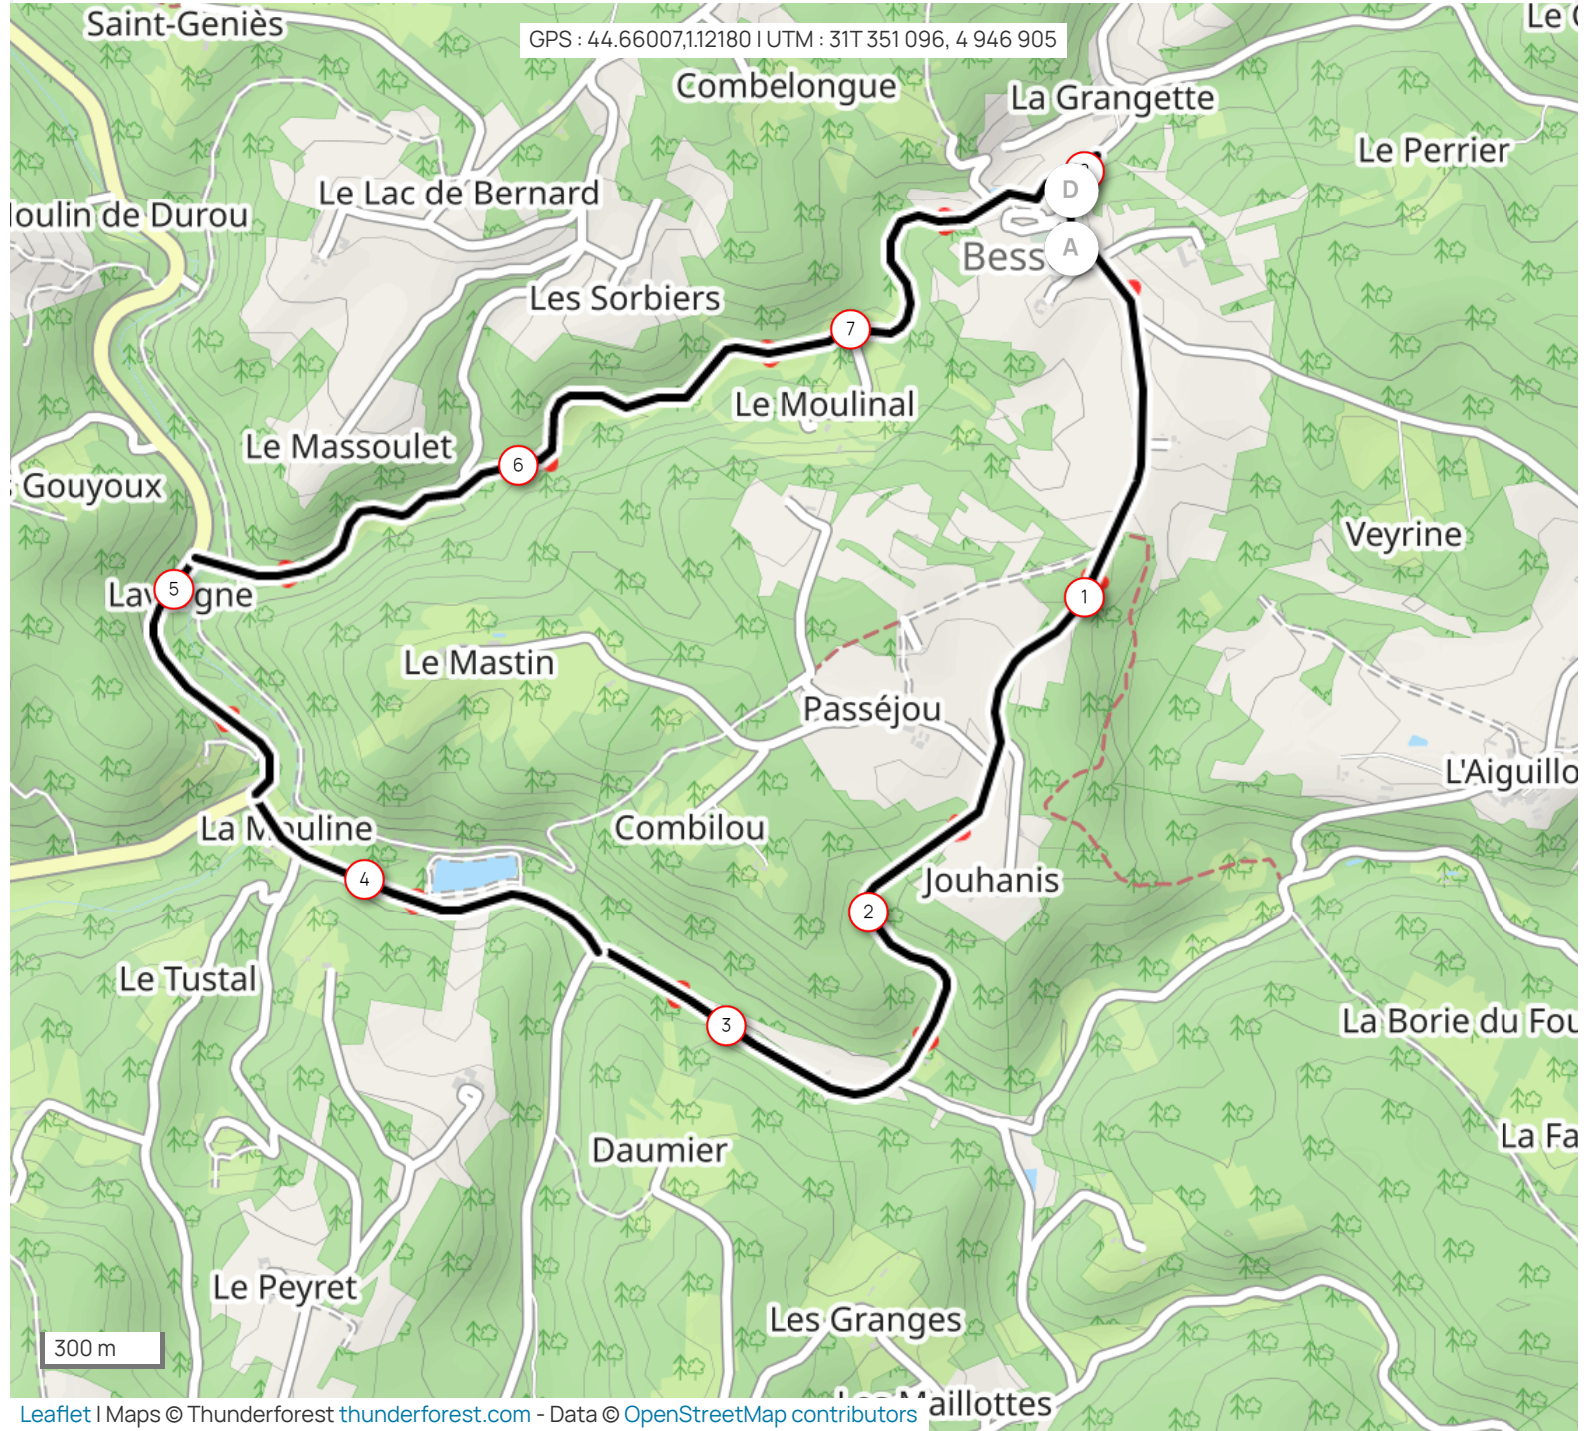 Saint-Geniès
GPS : 44.66007,1.12180 | UTM : 31T 351 096, 4 946 905
Combelongue
La Grangette
Le Perrier
Le Lac de Bernard
oulin de Durou
D
A
Bess
Les Sorbiers
7
Le Moulinal
Le Massoulet
6
Gouyoux
Veyrine
5
1
Le Mastin
Passéjou
L'Aiguillo
La Mouline
Combilou
4
Jouhanis
2
Le Tustal
3
La Borie du Fou
Daumier
La Fa
Le Peyret
Les Granges
300 m
aillottes
Leaflet | Maps © Thunderforest thunderforest.com - Data © OpenStreetMap contributors